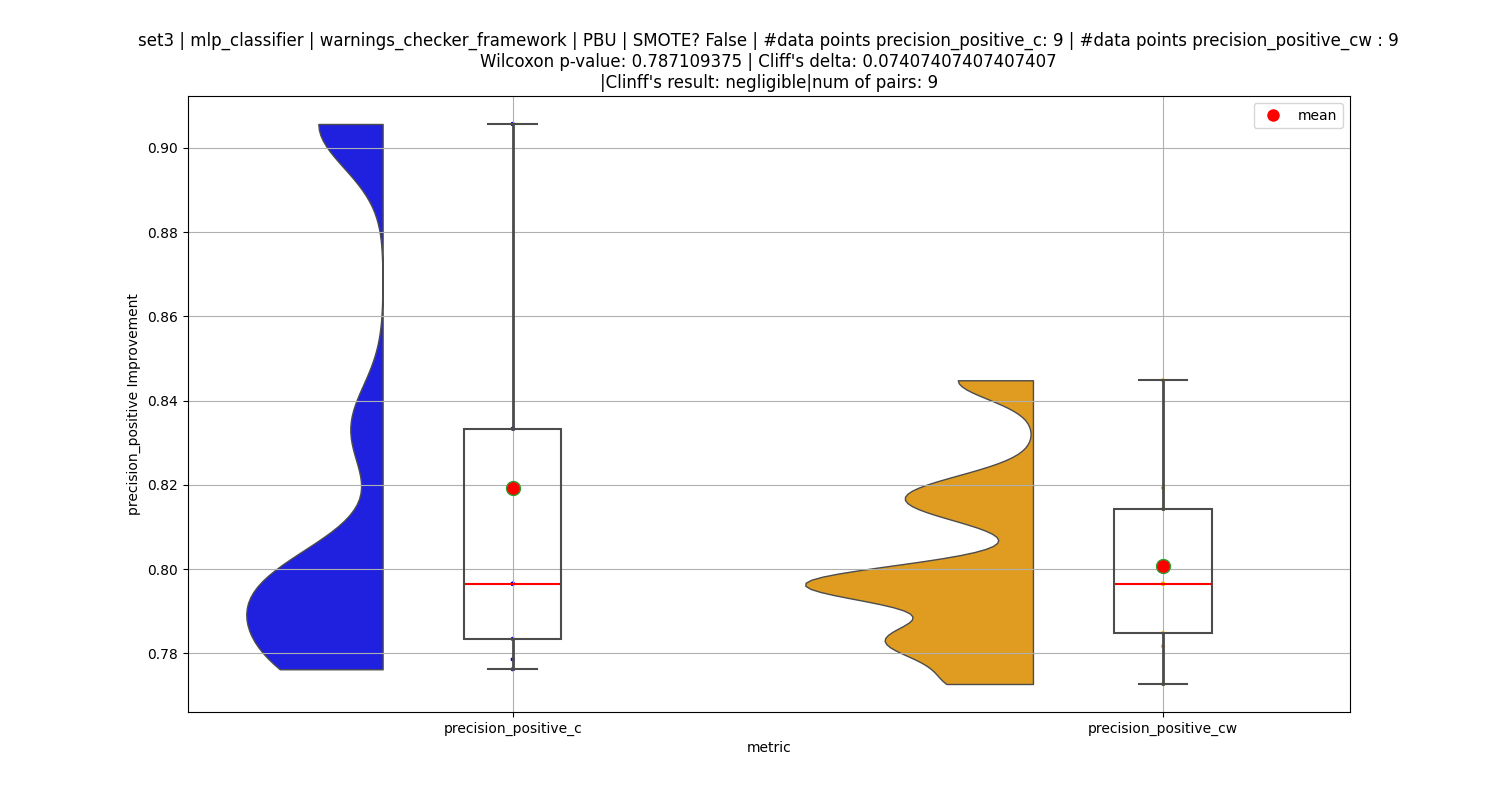 set3 | mlp_classifier | warnings_checker_framework | PBU | SMOTE? False | #data points precision_positive_c: 9 | #data points precision_positive_cw : 9
Wilcoxon p-value: 0.787109375 | Cliff's delta: 0.07407407407407407
|Clinff's result: negligible|num of pairs: 9
mean
0.90
0.88
0.86
0.84
0.82
0.80
0.78
precision_positive Improvement
precision_positive_c
precision_positive_cw
metric